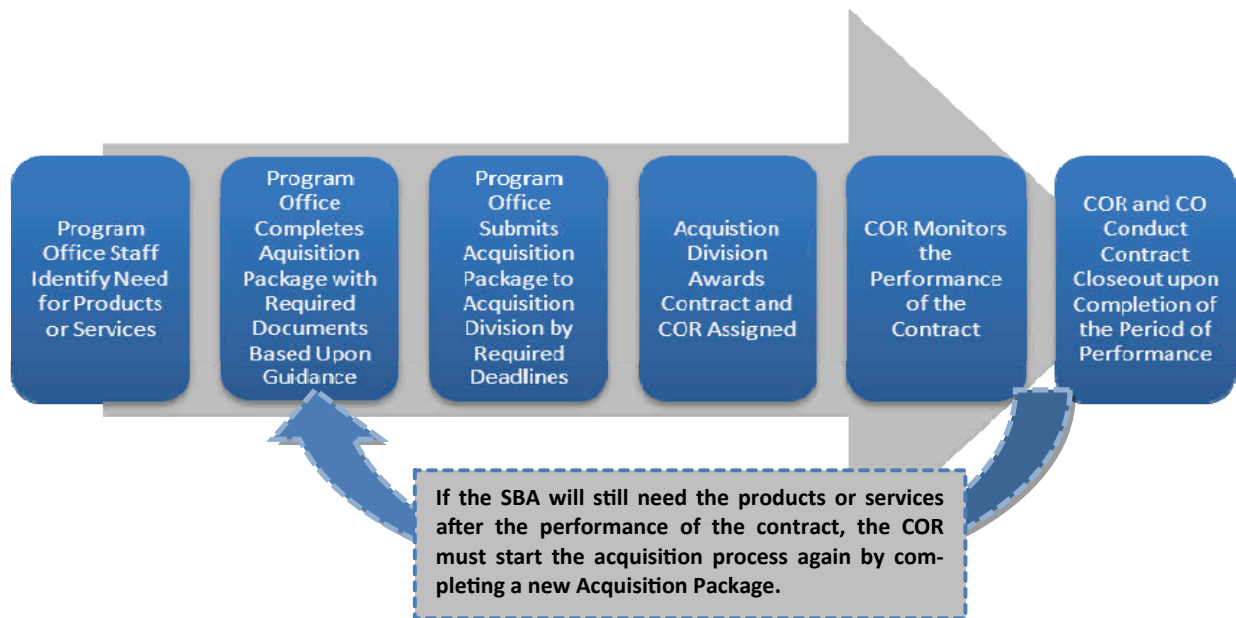 Program
Office Staff
Identify Need
for Products
or Services
Program
Office
Completes
Aquisition
Package with
Required
Documents
Based Upon
Guidance
Program
Office
Submits
Acquisition
Package to
Acquisition
Division by
Required
Deadlines
Acquistion
Division
Awards
Contract and
COR Assigned
COR Monitors
the
Performance
of the
Contract
COR and CO
Conduct
Contract
Closeout upon
Completion of
the Period of
Performance
If the SBA will still need the products or services
after the performance of the contract, the COR
must start the acquisition process again by com-
pleting a new Acquisition Package.